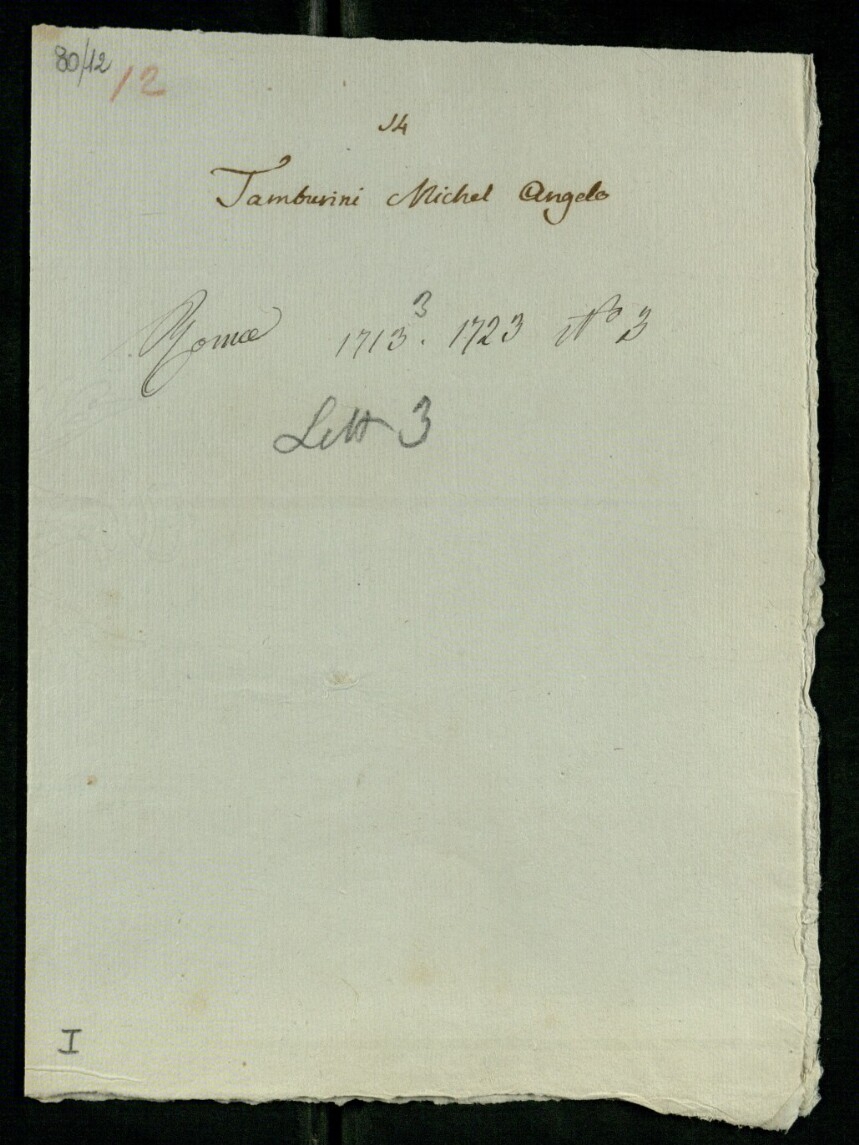 80/12
12
14
Tamburini Michel Angelo
3
Roma 1713. 1723 N° 3
Lett 3
I